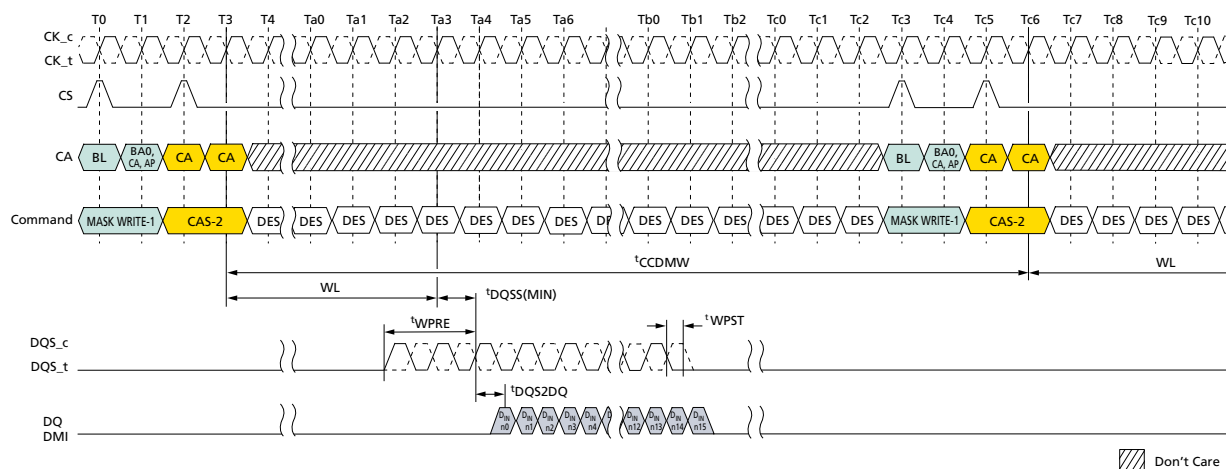 T0 T1 T2 T3 T4 Ta0 Ta1 Ta2 Ta3 Ta4 Ta5 Ta6 Tb0 Tb1 Tb2 Tc0 Tc1 Tc2 Tc3 Tc4 Tc5 Tc6 Tc7 Tc8 Tc9 Tc10
CK_c
CK_t
CS
CA BL BA0, CA, AP CA CA BL BA0, CA, AP CA CA
Command MASK WRITE-1 CAS-2 DES DES DES DES DES DES DES DES DES DES DES DES DES DES DES MASK WRITE-1 CAS-2 DES DES DES DES
tCCDMW
WL WL
tDQSS(MIN)
tWPRE tWPST
DQS_c
DQS_t
tDQS2DQ
DQ DIN n0 DIN n1 DIN n2 DIN n3 DIN n4 DIN n12 DIN n13 DIN n14 DIN n15
DMI
Don't Care